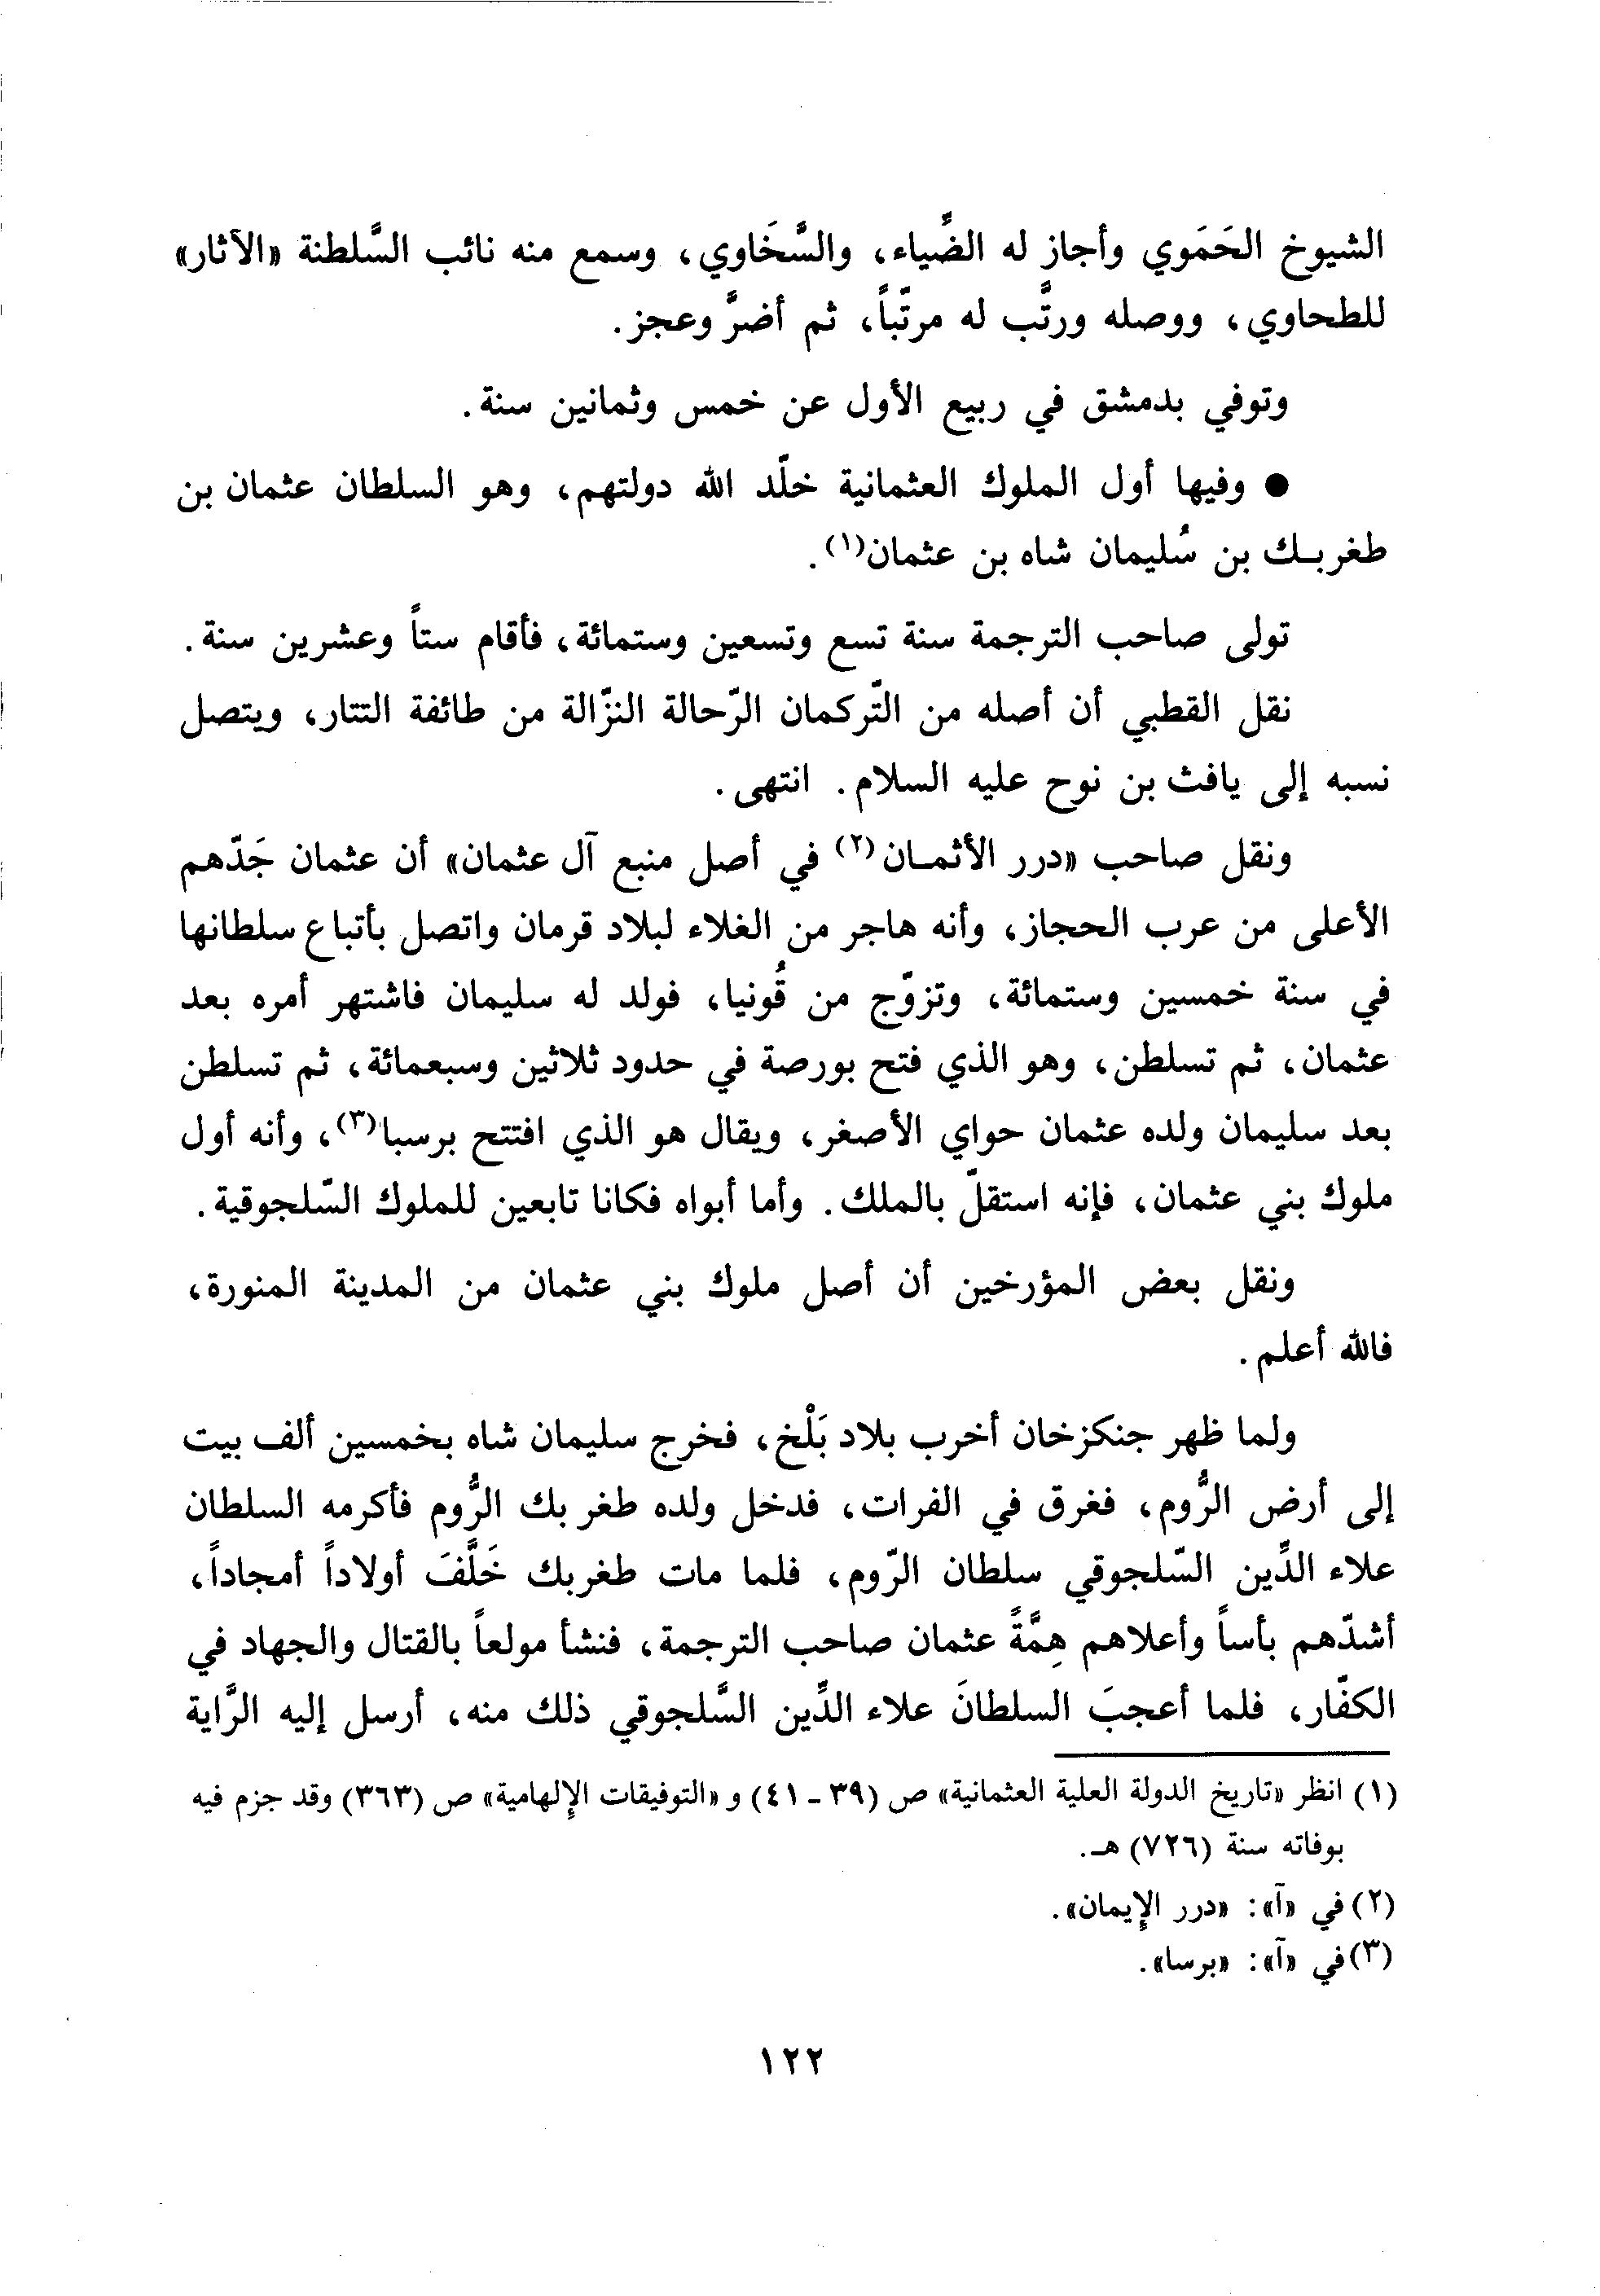 الشيوخ الحَمَوي وأجاز له الضِّياء، والسَّخَاوي، وسمع منه نائب السَّلطنة «الآثار»
للطحاوي، ووصله ورتَّب له مرتّباً، ثم أضرَّ وعجز.
وتوفي بدمشق في ربيع الأول عن خمس وثمانين سنة.
● وفيها أول الملوك العثمانية خلّد الله دولتهم، وهو السلطان عثمان بن
طغربـك بن سُليمان شاه بن عثمان(١).
تولى صاحب الترجمة سنة تسع وتسعين وستمائة، فأقام ستاً وعشرين سنة.
نقل القطبي أن أصله من التّركمان الرّحالة النزّالة من طائفة التتار، ويتصل
نسبه إلى يافث بن نوح عليه السلام. انتهى.
ونقل صاحب «درر الأثمـان(٢) في أصل منبع آل عثمان» أن عثمان جَدّهم
الأعلى من عرب الحجاز، وأنه هاجر من الغلاء لبلاد قرمان واتصل بأتباع سلطانها
في سنة خمسين وستمائة، وتزوّج من قُونيا، فولد له سليمان فاشتهر أمره بعد
عثمان، ثم تسلطن، وهو الذي فتح بورصة في حدود ثلاثين وسبعمائة، ثم تسلطن
بعد سليمان ولده عثمان حواي الأصغر، ويقال هو الذي افتتح برسبا(٣)، وأنه أول
ملوك بني عثمان، فإنه استقلّ بالملك. وأما أبواه فكانا تابعين للملوك السّلجوقية.
ونقل بعض المؤرخين أن أصل ملوك بني عثمان من المدينة المنورة،
فالله أعلم.
ولما ظهر جنكزخان أخرب بلاد بَلْخ، فخرج سليمان شاه بخمسين ألف بيت
إلى أرض الرُّوم، فغرق في الفرات، فدخل ولده طغر بك الرُّوم فأكرمه السلطان
علاء الدِّين السّلجوقي سلطان الرّوم، فلما مات طغربك خَلَّفَ أولاداً أمجاداً،
أشدّهم بأساً وأعلاهم هِمَّةً عثمان صاحب الترجمة، فنشأ مولعاً بالقتال والجهاد في
الكفّار، فلما أعجبَ السلطانَ علاء الدِّين السَّلجوقي ذلك منه، أرسل إليه الرَّاية
(١) انظر «تاريخ الدولة العلية العثمانية» ص (٣٩ - ٤١) و «التوفيقات الإلهامية» ص (٣٦٣) وقد جزم فيه
بوفاته سنة (٧٢٦) هـ.
(٢) في «آ»: «درر الإيمان».
(٣) في «آ»: «برسا».
١٢٢